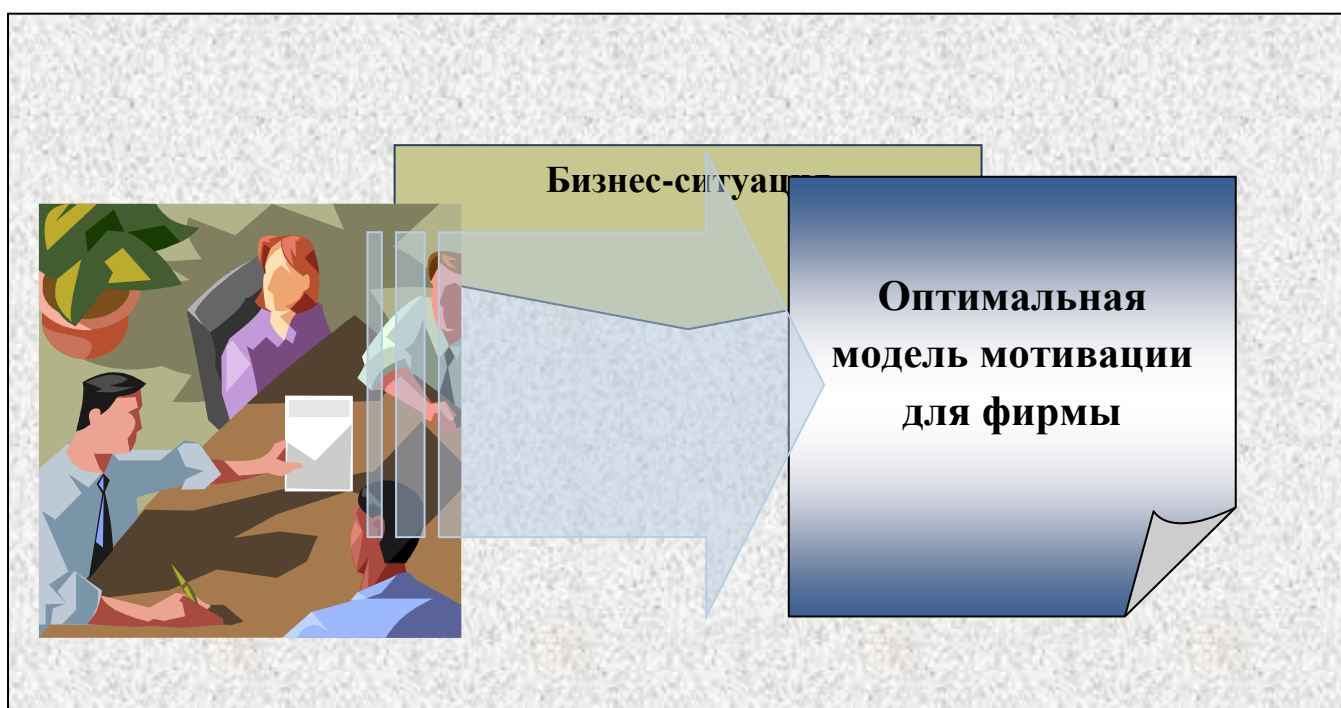 Бизнес-ситуация
Оптимальная
модель мотивации
для фирмы